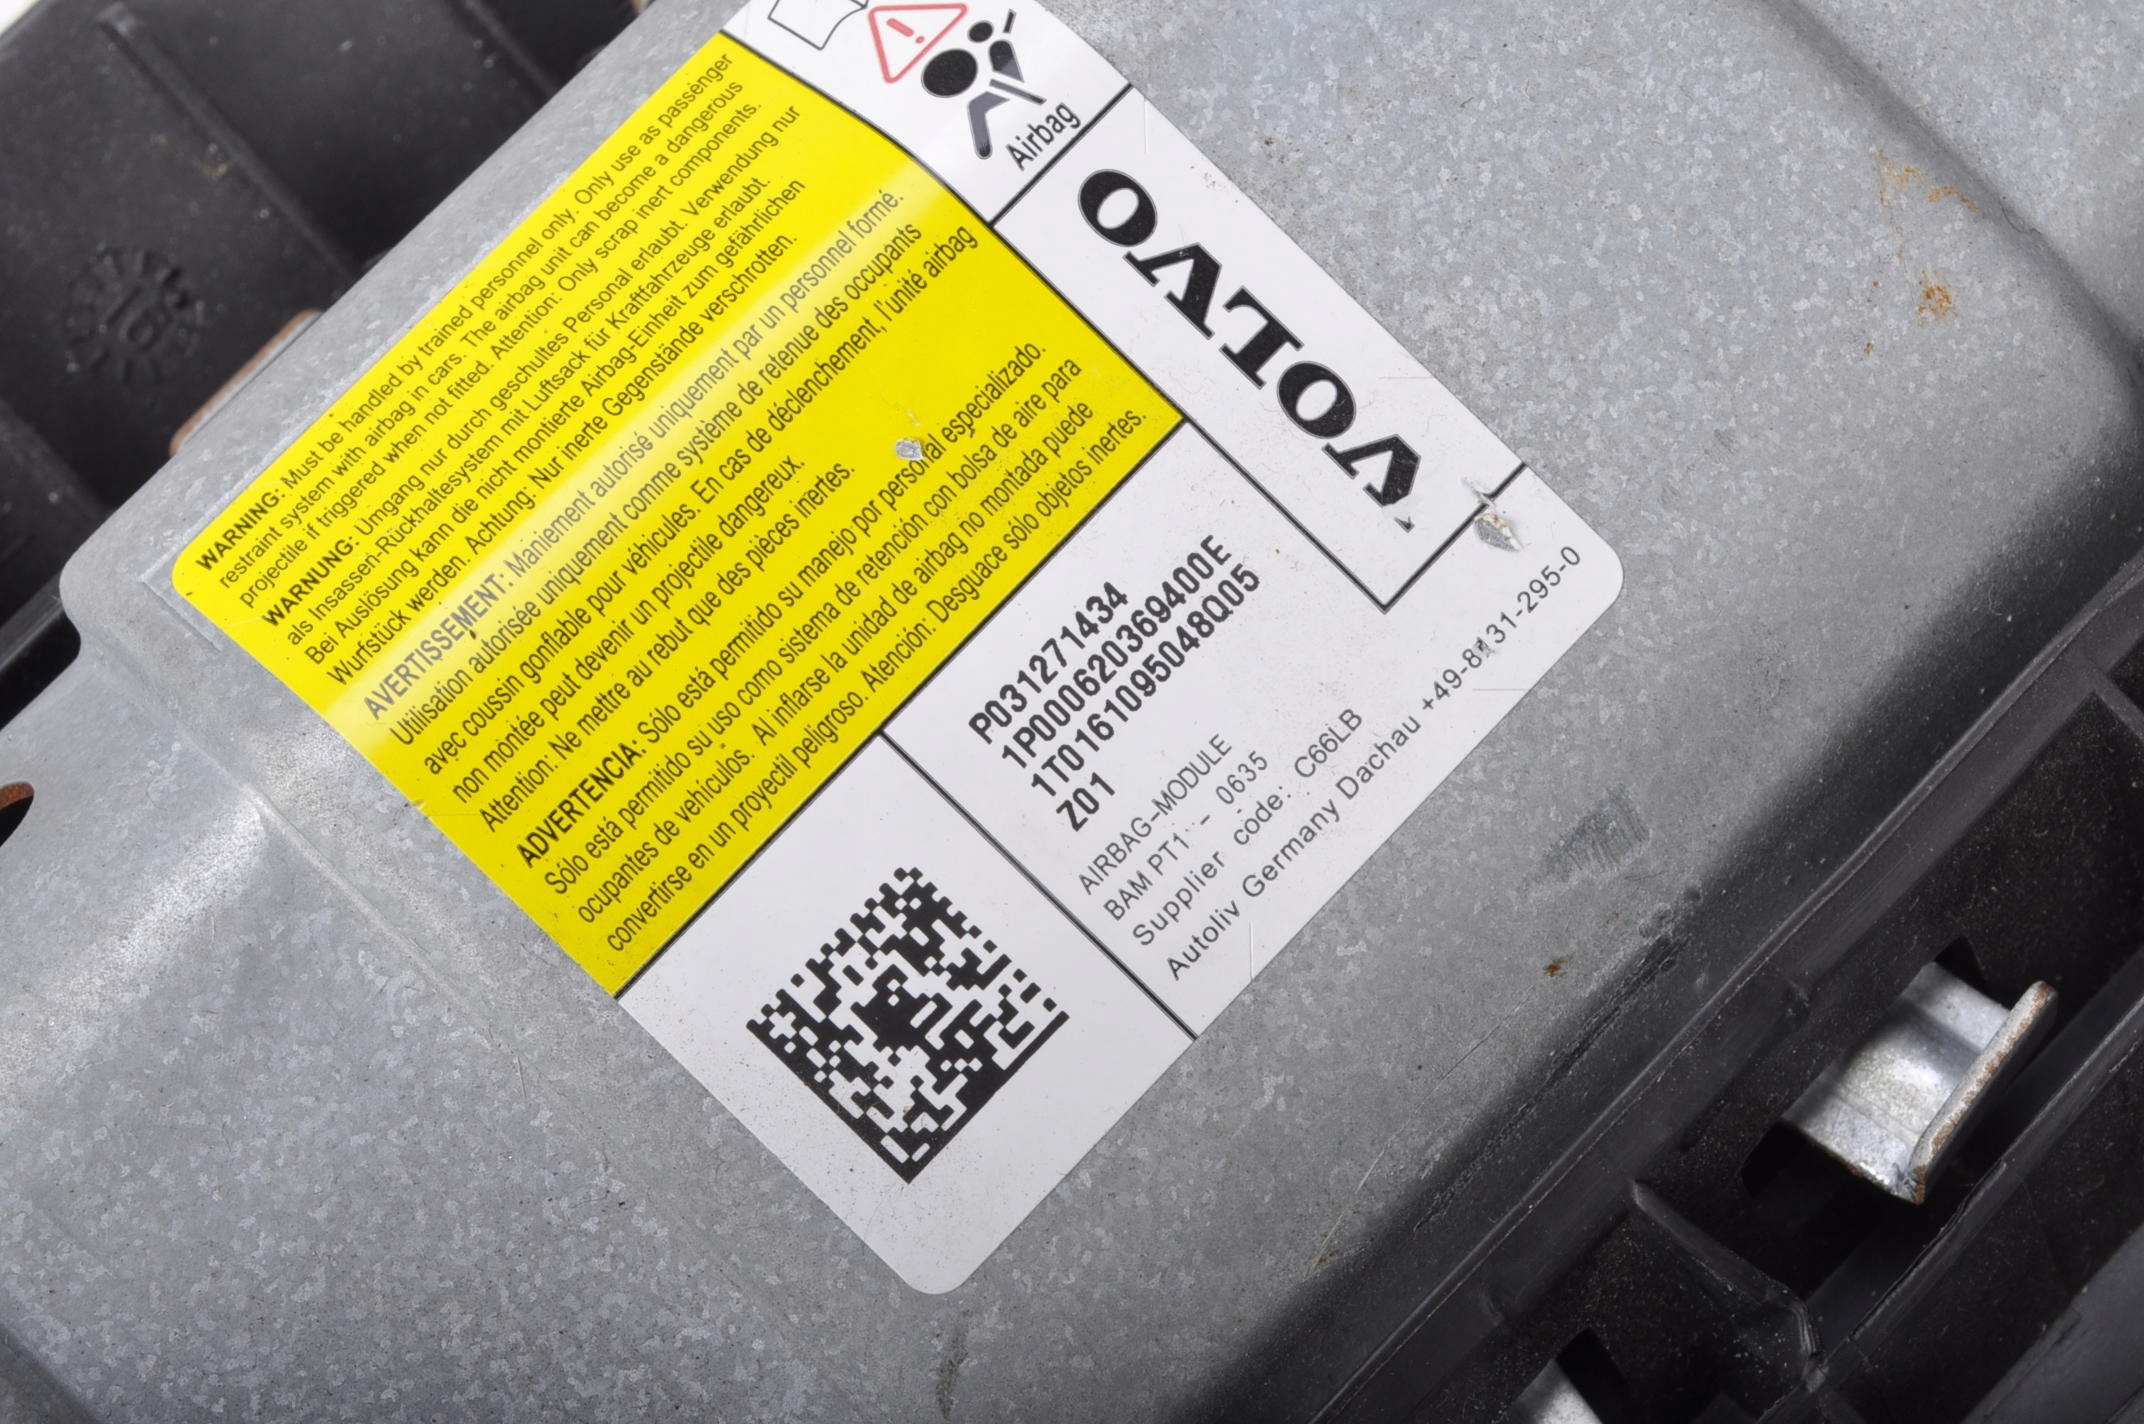 Airbag
VOLVO
WARNING: Must be handled by trained personnel only. Only use as passenger
restraint system with airbag in cars. The airbag unit can become a dangerous
projectile if triggered when not fitted. Attention: Only scrap inert components.
WARNUNG: Umgang nur durch geschultes Personal erlaubt. Verwendung nur
als Insassen-Rückhaltesystem mit Luftsack für Kraftfahrzeuge erlaubt.
Bei Auslösung kann die nicht montierte Airbag-Einheit zum gefährlichen
Wurfstück werden. Achtung: Nur inerte Gegenstände verschrotten.
AVERTISSEMENT: Maniement autorisé uniquement par un personnel formé.
Utilisation autorisée uniquement comme système de retenue des occupants
avec coussin gonflable pour véhicules. En cas de déclenchement, l'unité airbag
non montée peut devenir un projectile dangereux.
Attention: Ne mettre au rebut que des pièces inertes.
ADVERTENCIA: Sólo está permitido su manejo por personal especializado.
Sólo está permitido su uso como sistema de retención con bolsa de aire para
ocupantes de vehículos. Al inflarse la unidad de airbag no montada puede
convertirse en un proyectil peligroso. Atención: Desguace sólo objetos inertes.
P031271434
1P000620369400E
1T0161095048Q05
Z01
AIRBAG-MODULE
BAM PT1 - 0635
Supplier code: C66LB
Autoliv Germany Dachau +49-8131-295-0